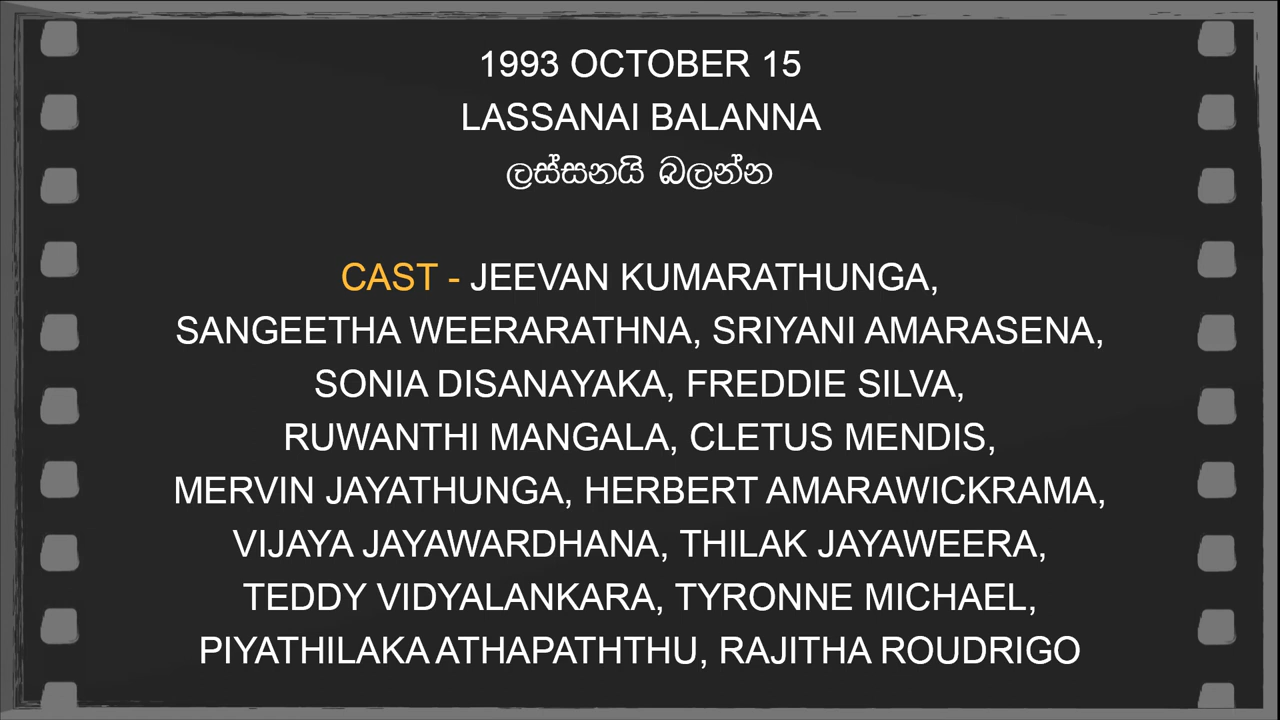 1993 OCTOBER 15
LASSANAI BALANNA
ලස්සනයි බලන්න
CAST - JEEVAN KUMARATHUNGA,
SANGEETHA WEERARATHNA, SRIYANI AMARASENA,
SONIA DISANAYAKA, FREDDIE SILVA,
RUWANTHI MANGALA, CLETUS MENDIS,
MERVIN JAYATHUNGA, HERBERT AMARAWICKRAMA,
VIJAYA JAYAWARDHANA, THILAK JAYAWEERA,
TEDDY VIDYALANKARA, TYRONNE MICHAEL,
PIYATHILAKA ATHAPATHTHU, RAJITHA ROUDRIGO